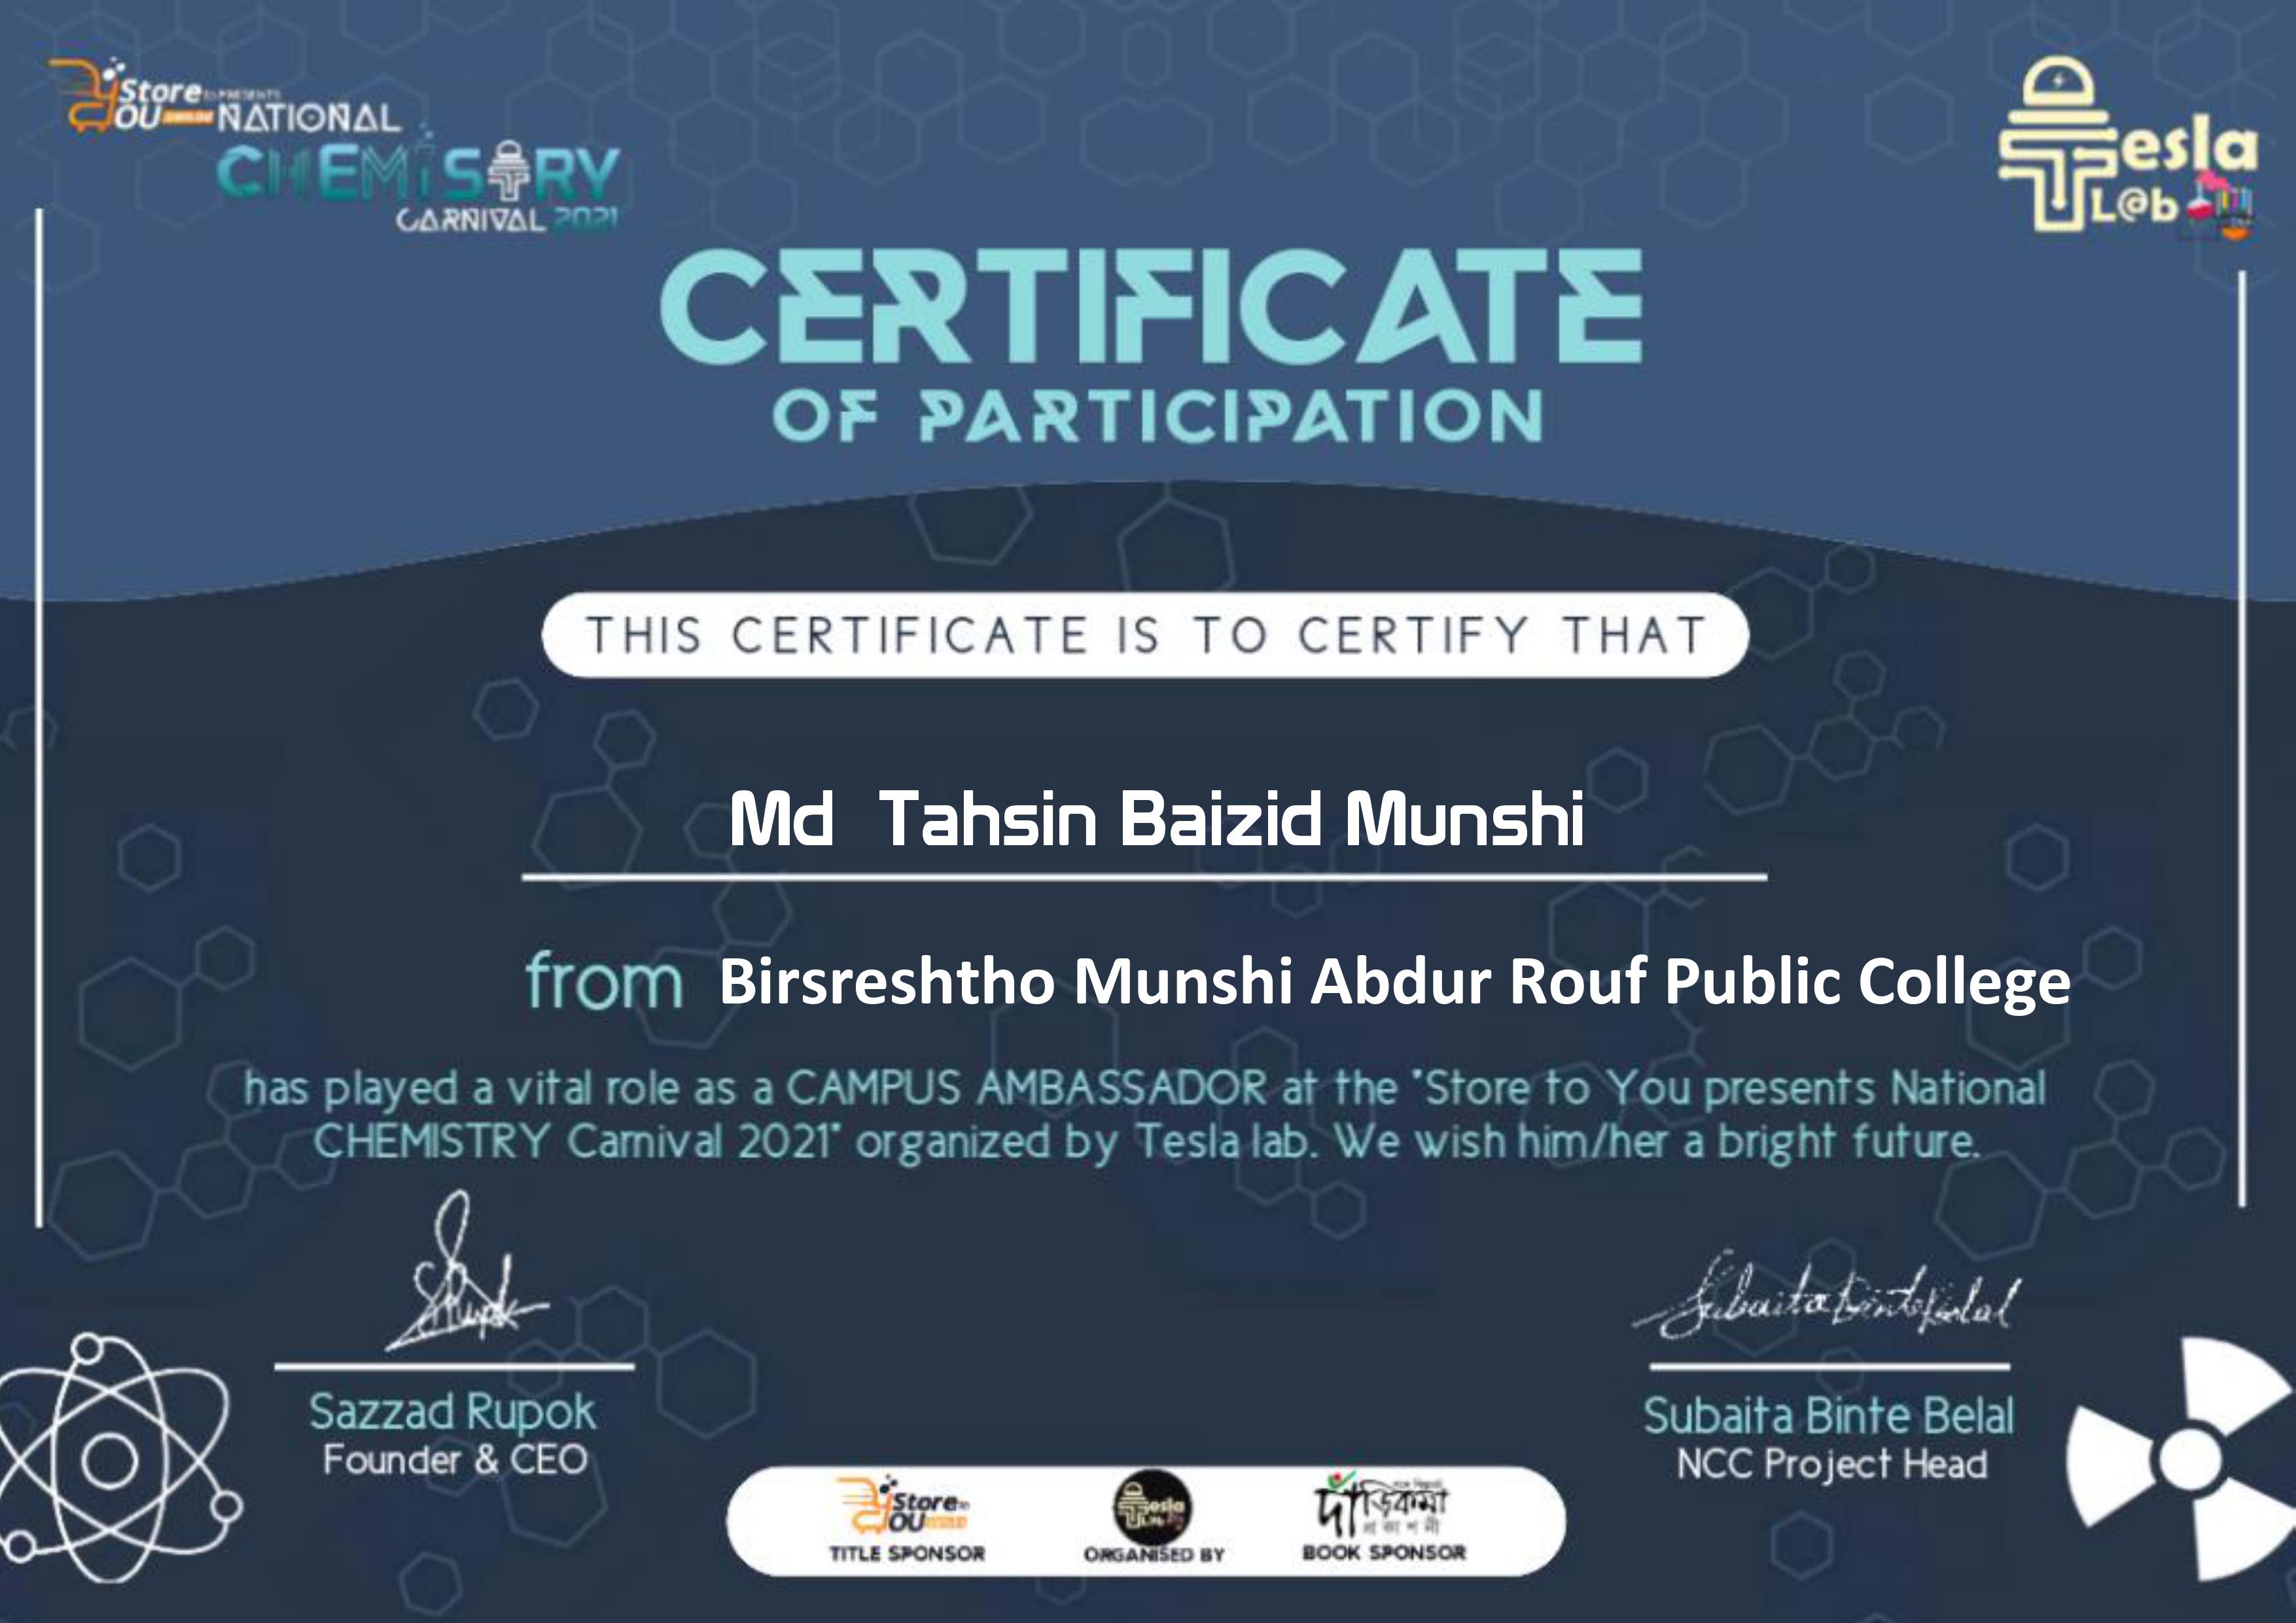 Store to PRESENTS
YOU
NATIONAL
CHEMISTRY
CARNIVAL 2021
Tesla
L@b
CERTIFICATE
OF PARTICIPATION
THIS CERTIFICATE IS TO CERTIFY THAT
Md Tahsin Baizid Munshi
from Birsreshtho Munshi Abdur Rouf Public College
has played a vital role as a CAMPUS AMBASSADOR at the "Store to You presents National
CHEMISTRY Carnival 2021" organized by Tesla lab. We wish him/her a bright future.
SRupok
Subaita Binte Belal
Sazzad Rupok
Founder & CEO
Subaita Binte Belal
NCC Project Head
Store to
YOU
TITLE SPONSOR
Tesla
L@b
ORGANISED BY
দাঁড়িকমা
প্রকাশনী
BOOK SPONSOR